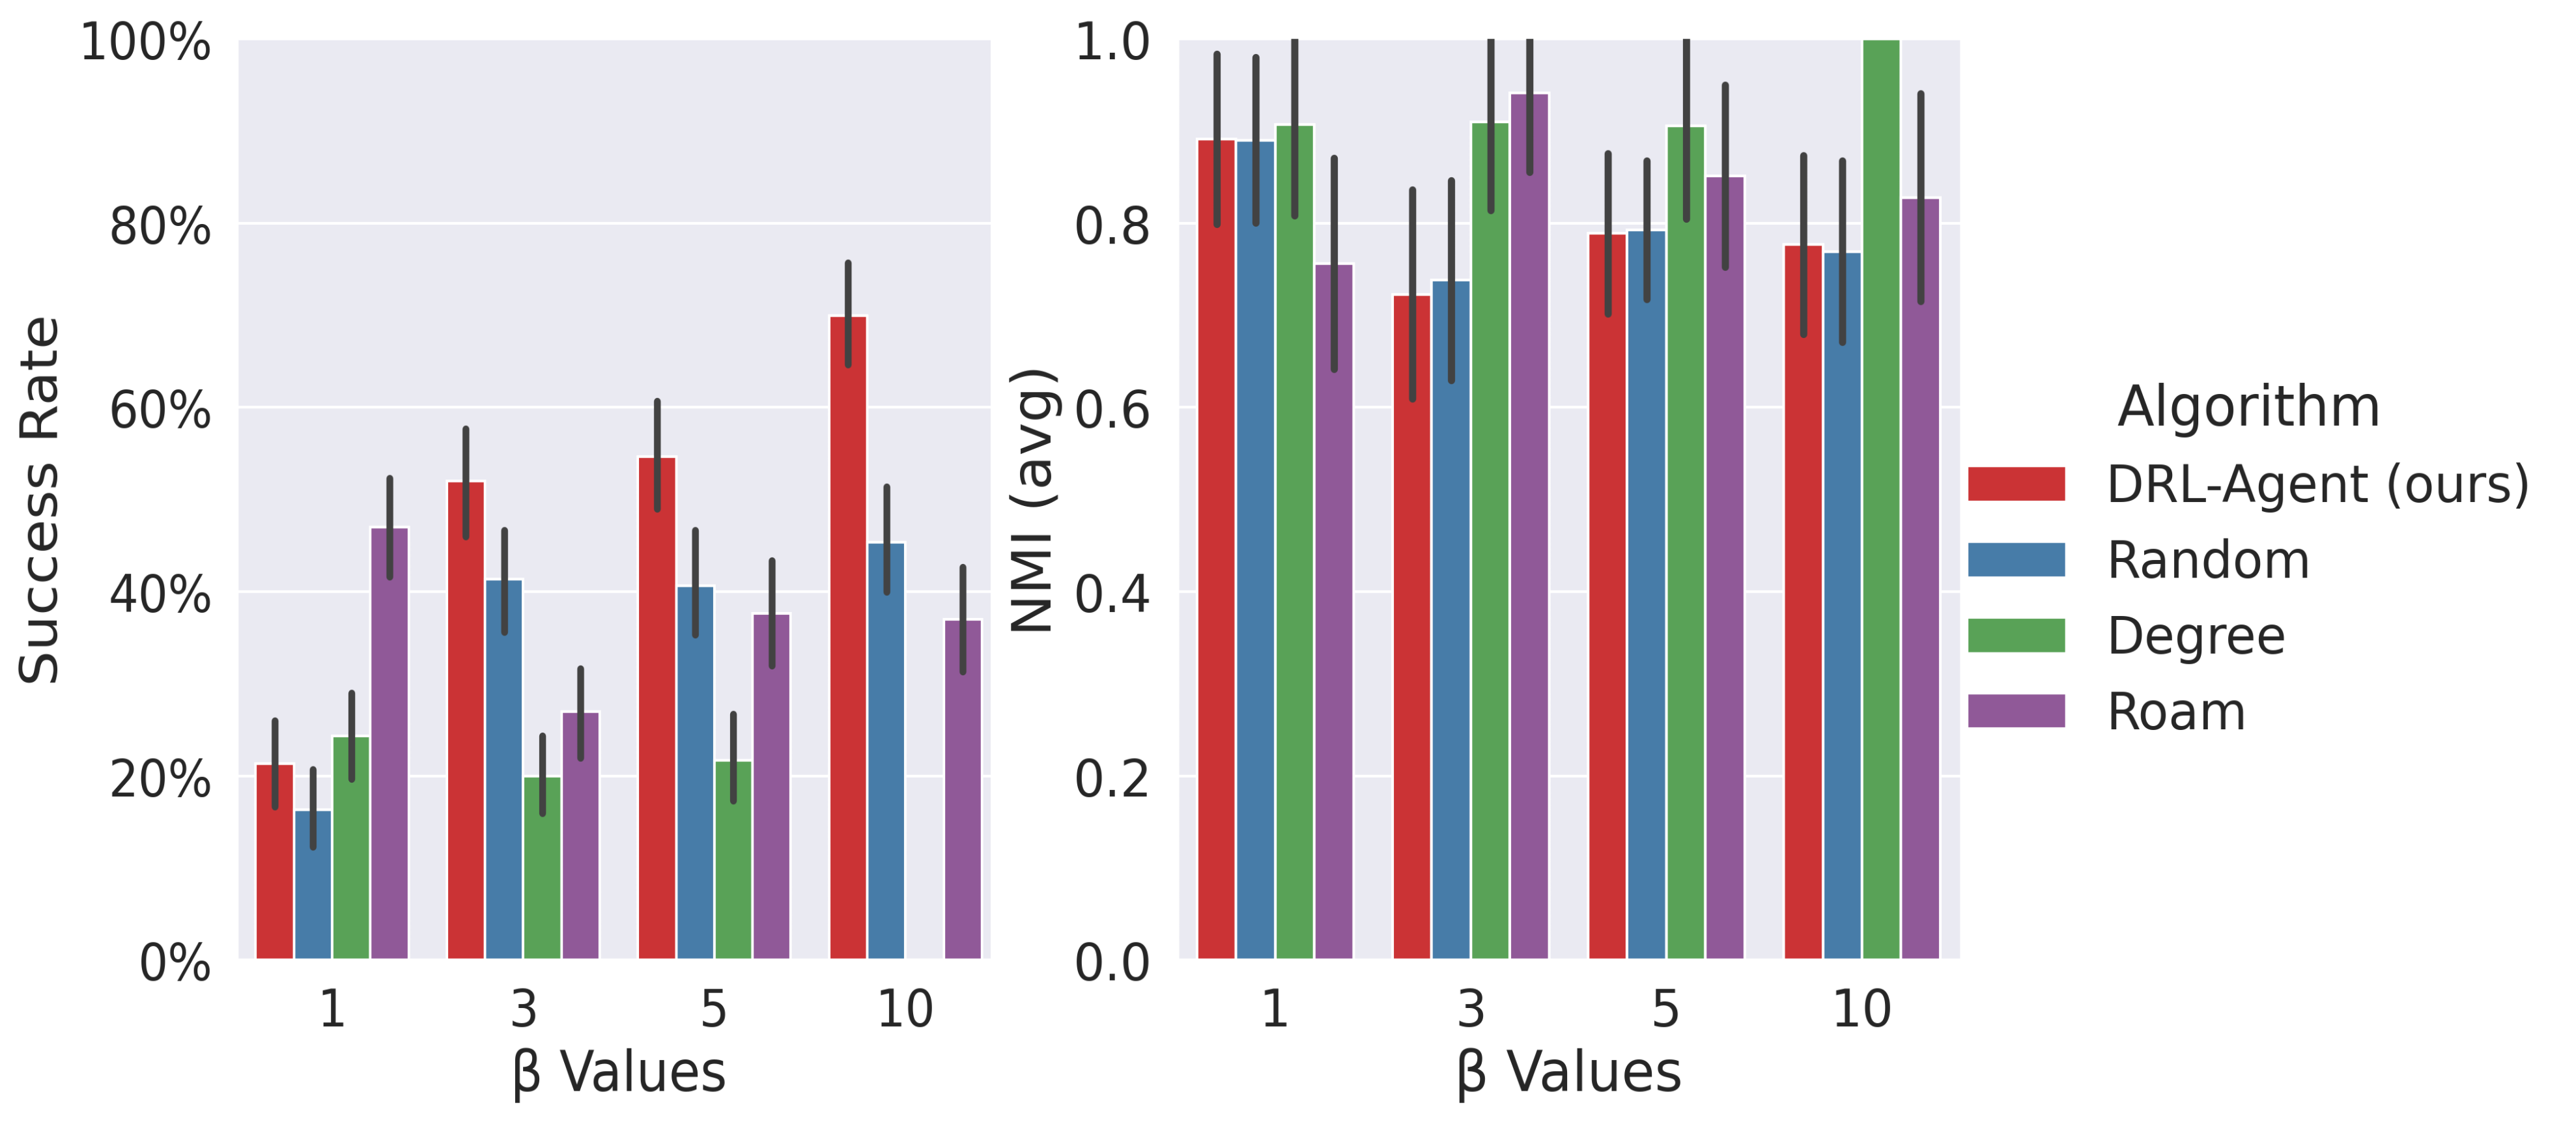 100%
80%
60%
40%
20%
0%
Success Rate
1 3 5 10
β Values
1.0
0.8
0.6
0.4
0.2
0.0
NMI (avg)
1 3 5 10
β Values
Algorithm
DRL-Agent (ours)
Random
Degree
Roam